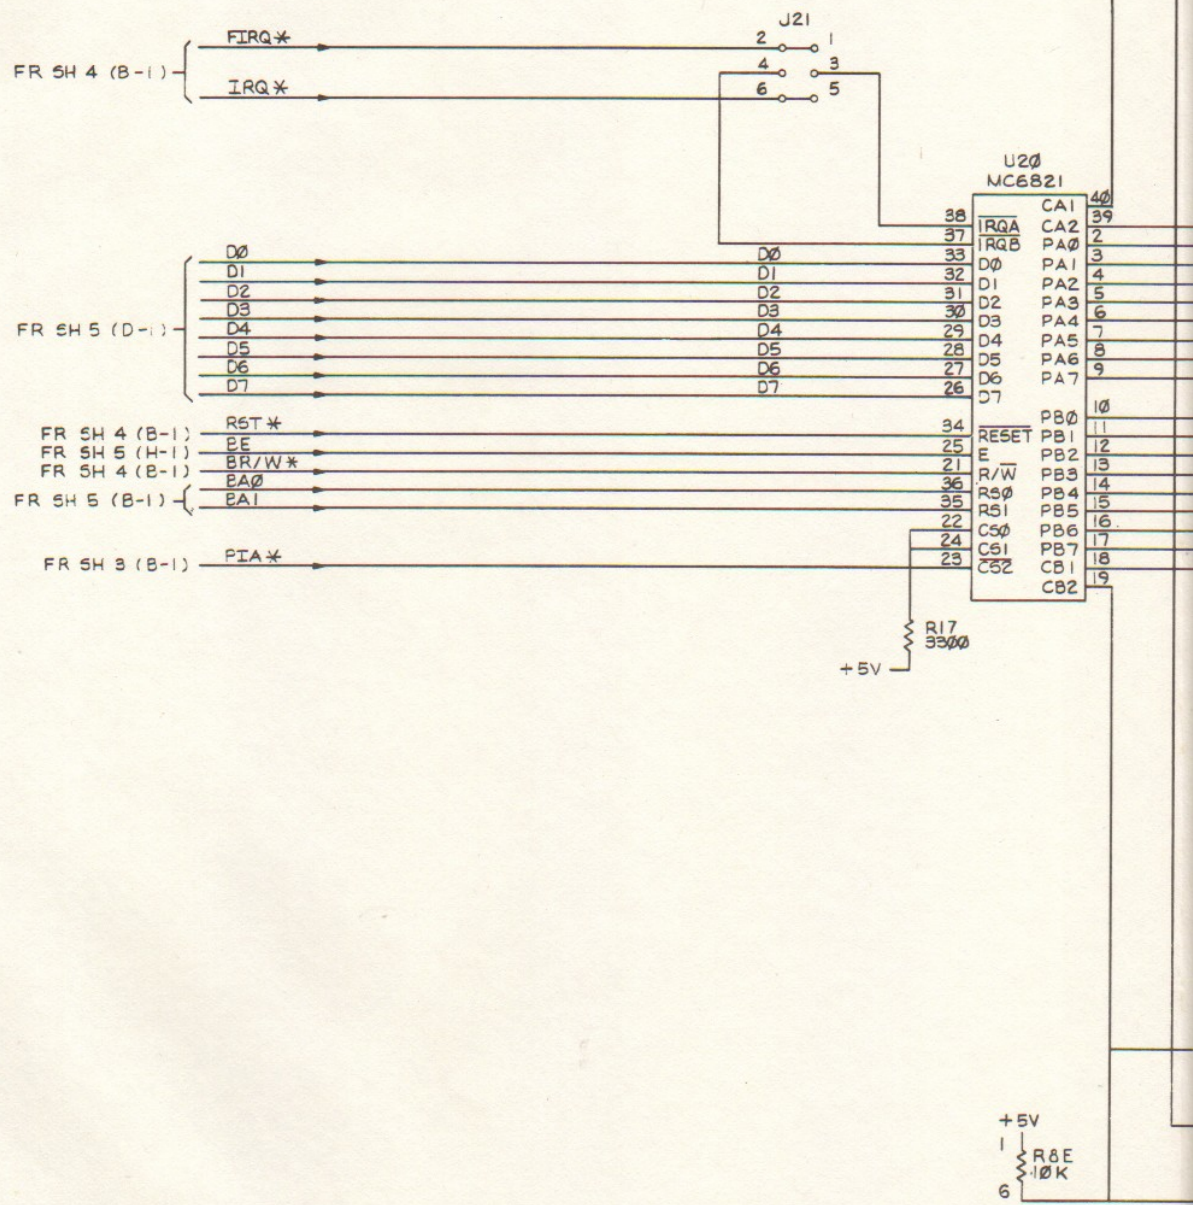 J21
FIRQ* 2 1
FR SH 4 (B-1) 4 3
IRQ* 6 5
U2Ø
MC6821
CA1 4Ø
38 IRQA CA2 39
37 IRQB PAØ 2
DØ DØ 33 DØ PA1 3
D1 D1 32 D1 PA2 4
D2 D2 31 D2 PA3 5
D3 D3 3Ø D3 PA4 6
FR SH 5 (D-1) D4 D4 29 D4 PA5 7
D5 D5 28 D5 PA6 8
D6 D6 27 D6 PA7 9
D7 D7 26 D7
PBØ 1Ø
FR SH 4 (B-1) RST* 34 RESET PB1 11
FR SH 5 (H-1) BE 25 E PB2 12
FR SH 4 (B-1) BR/W* 21 R/W PB3 13
BAØ 36 RSØ PB4 14
FR SH 5 (B-1) BA1 35 RS1 PB5 15
22 CSØ PB6 16
24 CS1 PB7 17
FR SH 3 (B-1) PIA* 23 CS2 CB1 18
CB2 19
R17
33ØØ
+5V
+5V
1
R8E
1ØK
6